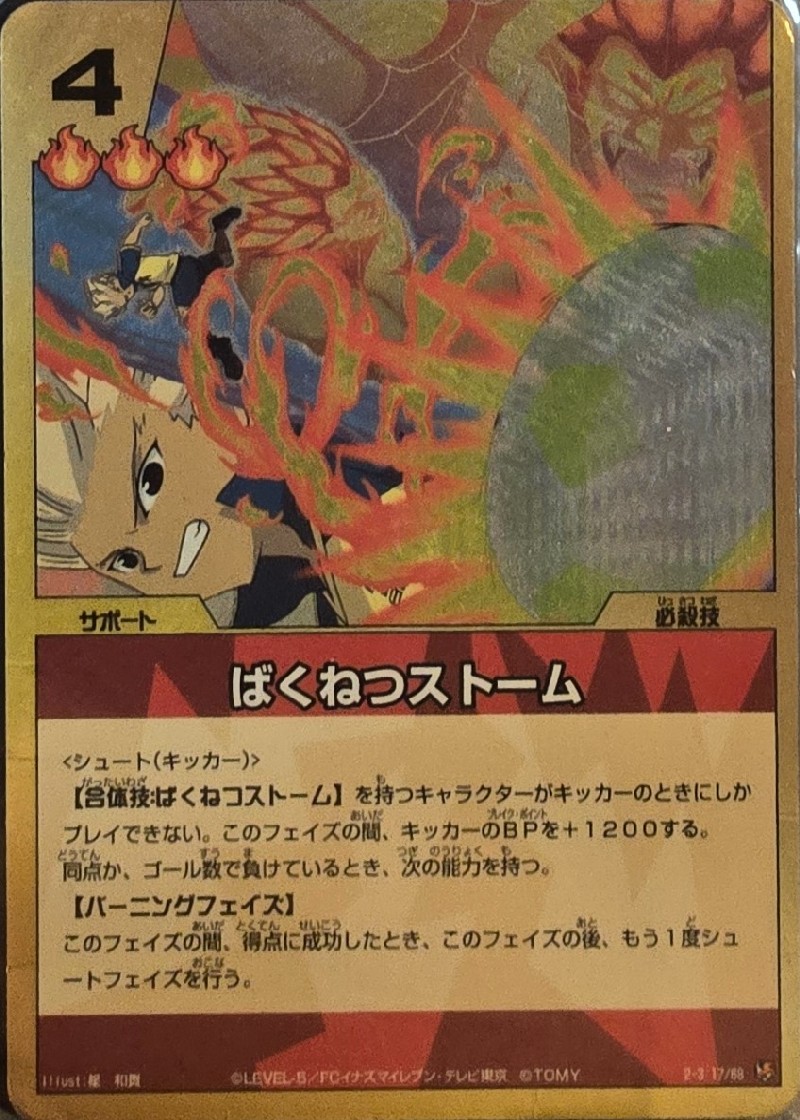 4
サポート
必殺技
ばくねつストーム
<シュート(キッカー)>
【合体技:ばくねつストーム】を持つキャラクターがキッカーのときにしか
プレイできない。このフェイズの間、キッカーのBPを+1200する。
同点か、ゴール数で負けているとき、次の能力を持つ。
【バーニングフェイズ】
このフェイズの間、得点に成功したとき、このフェイズの後、もう1度シュ
ートフェイズを行う。
Illust:星 和
©LEVEL-5/FCイナズマイレブン・テレビ東京 ©TOMY
2-3 17/68